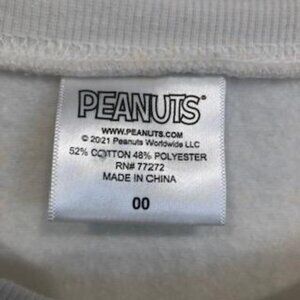 PEANUTS
WWW.PEANUTS.COM
© 2021 Peanuts Worldwide LLC
52% COTTON 48% POLYESTER
RN# 77272
MADE IN CHINA
00